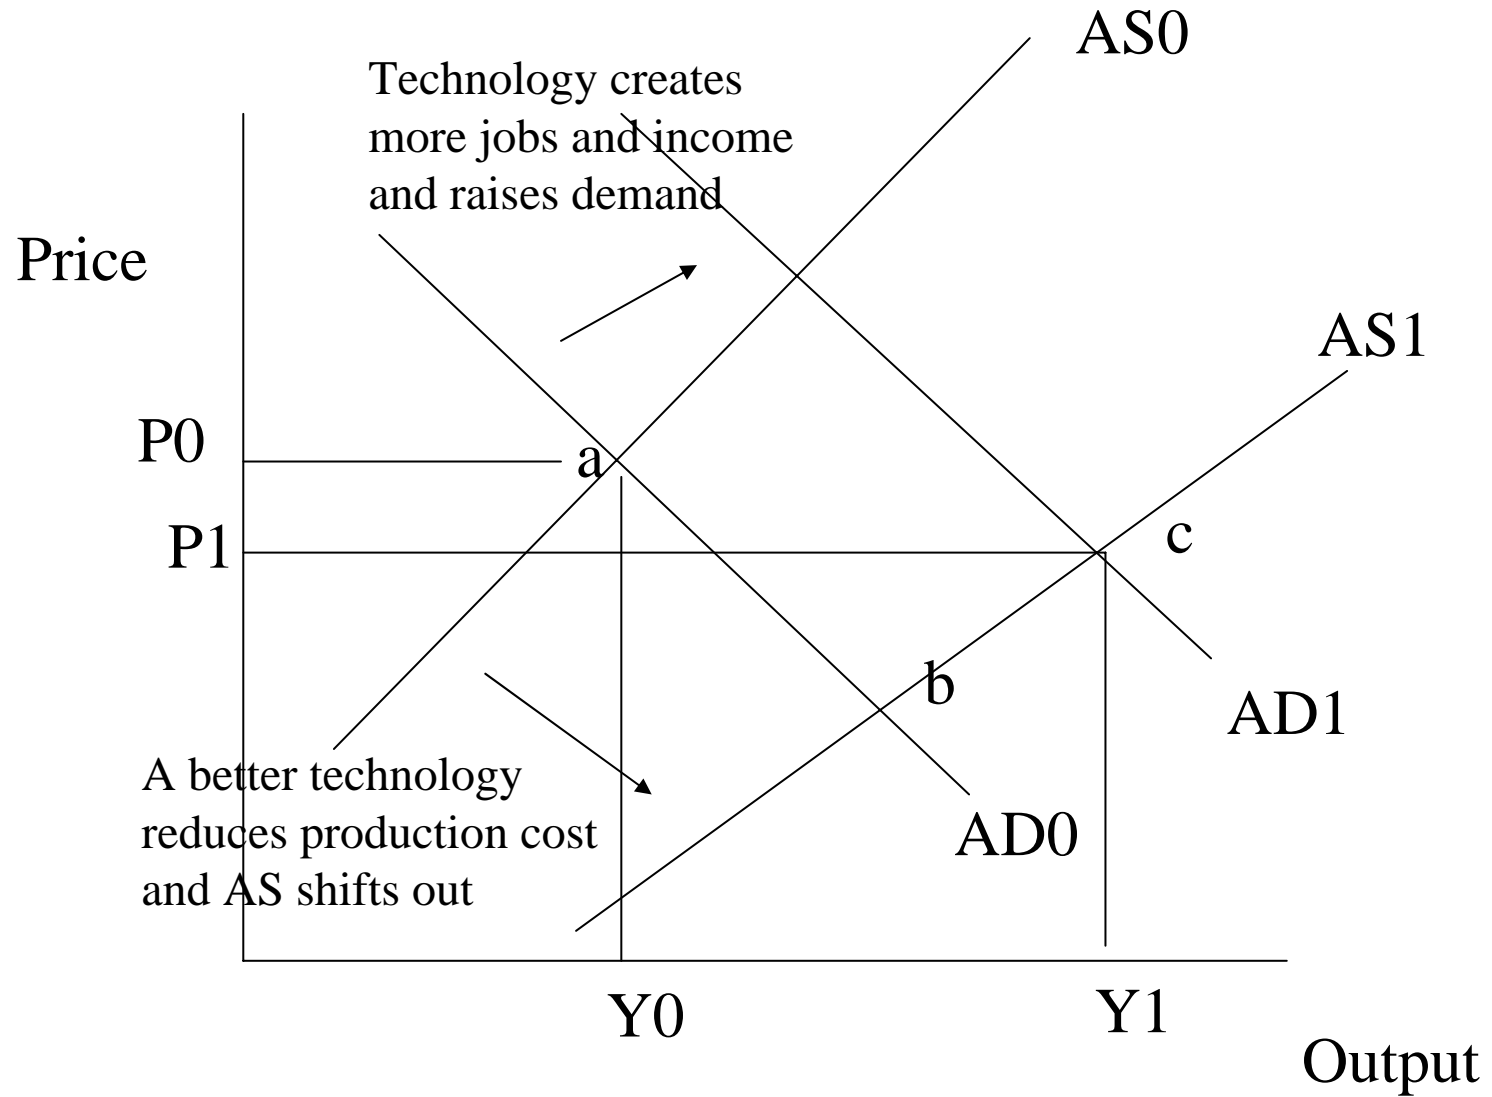 AS0
Technology creates
more jobs and income
and raises demand
Price
AS1
P0
a
P1
c
b
AD1
A better technology
reduces production cost
and AS shifts out
AD0
Y0
Y1
Output